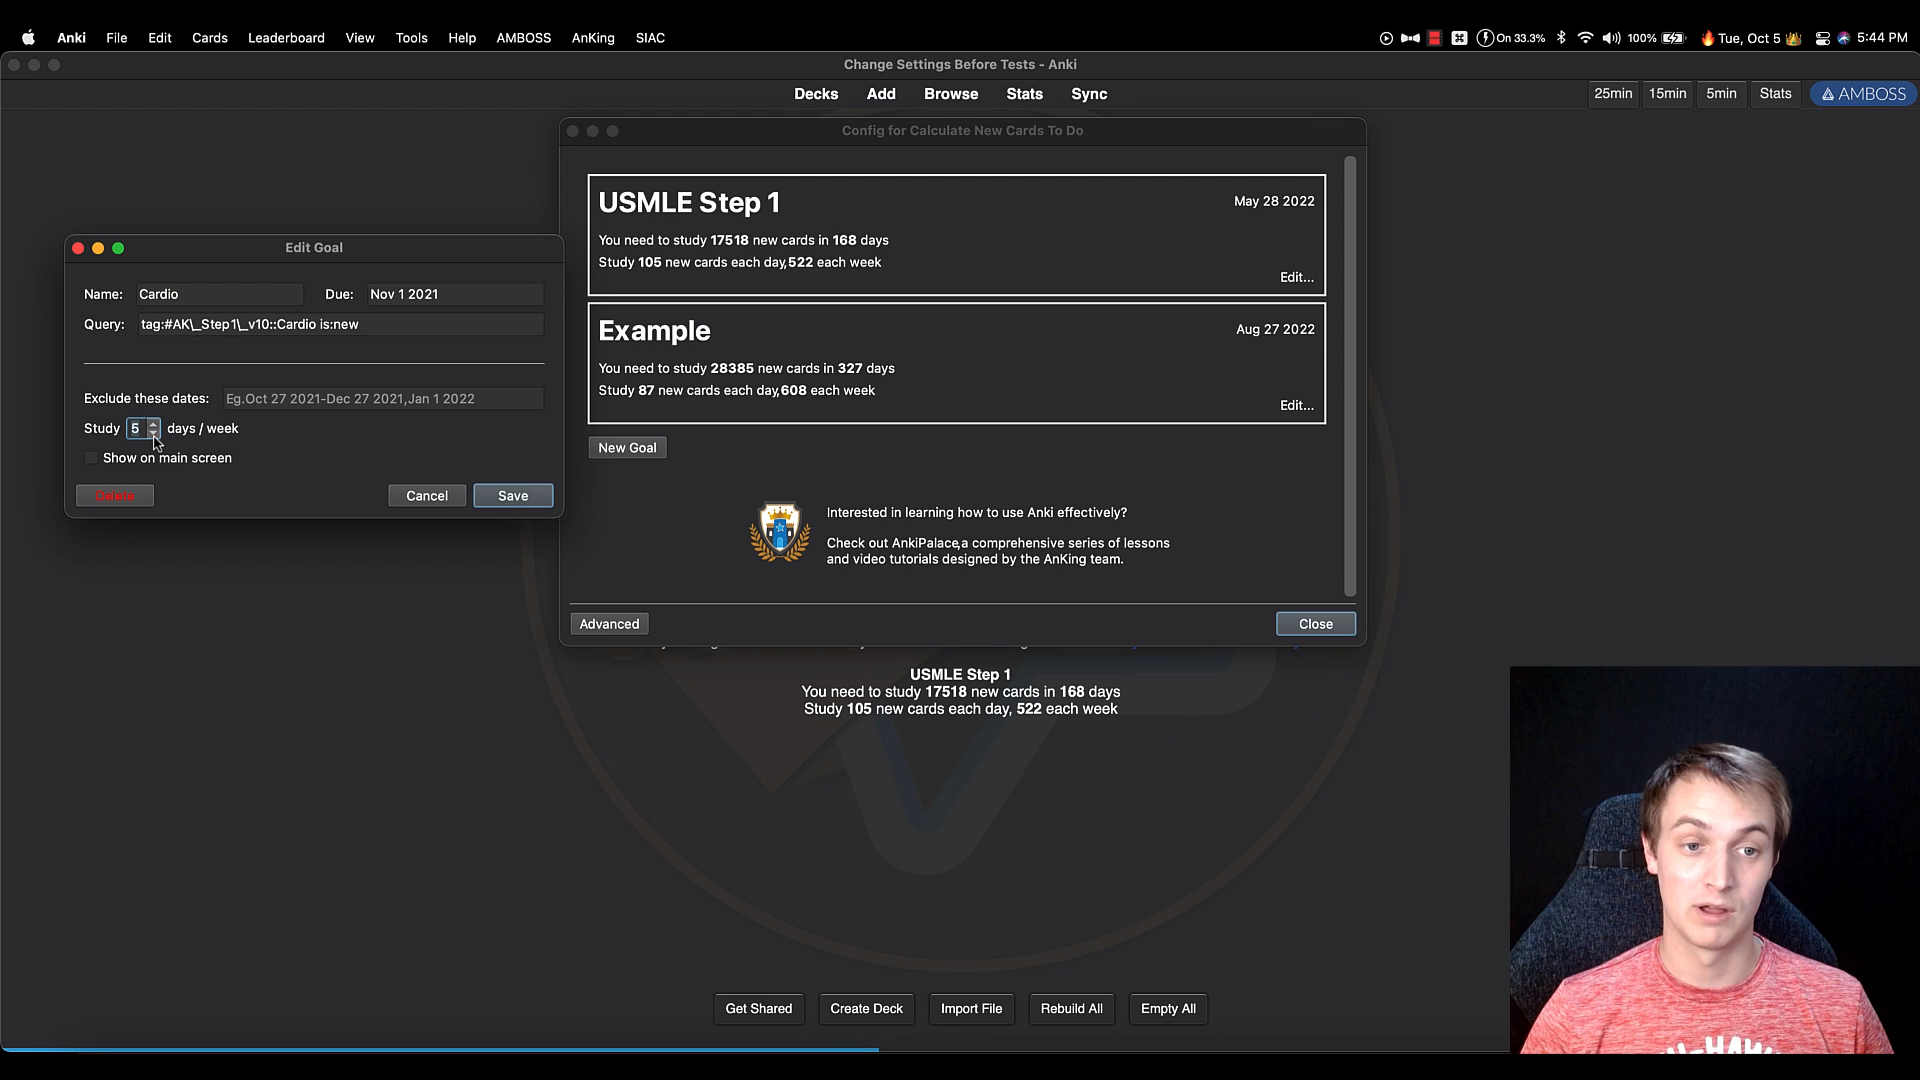 Anki File Edit Cards Leaderboard View Tools Help AMBOSS AnKing SIAC On 33.3% 100% Tue, Oct 5 5:44 PM
Change Settings Before Tests - Anki
Decks Add Browse Stats Sync 25min 15min 5min Stats AMBOSS
Config for Calculate New Cards To Do
USMLE Step 1 May 28 2022
You need to study 17518 new cards in 168 days
Study 105 new cards each day,522 each week
Edit...
Example Aug 27 2022
You need to study 28385 new cards in 327 days
Study 87 new cards each day,608 each week
Edit...
New Goal
Interested in learning how to use Anki effectively?
Check out AnkiPalace,a comprehensive series of lessons
and video tutorials designed by the AnKing team.
Advanced Close
Edit Goal
Name: Cardio Due: Nov 1 2021
Query: tag:#AK\_Step1\_v10::Cardio is:new
Exclude these dates: Eg.Oct 27 2021-Dec 27 2021,Jan 1 2022
Study 5 days / week
Show on main screen
Delete Cancel Save
USMLE Step 1
You need to study 17518 new cards in 168 days
Study 105 new cards each day, 522 each week
Get Shared Create Deck Import File Rebuild All Empty All